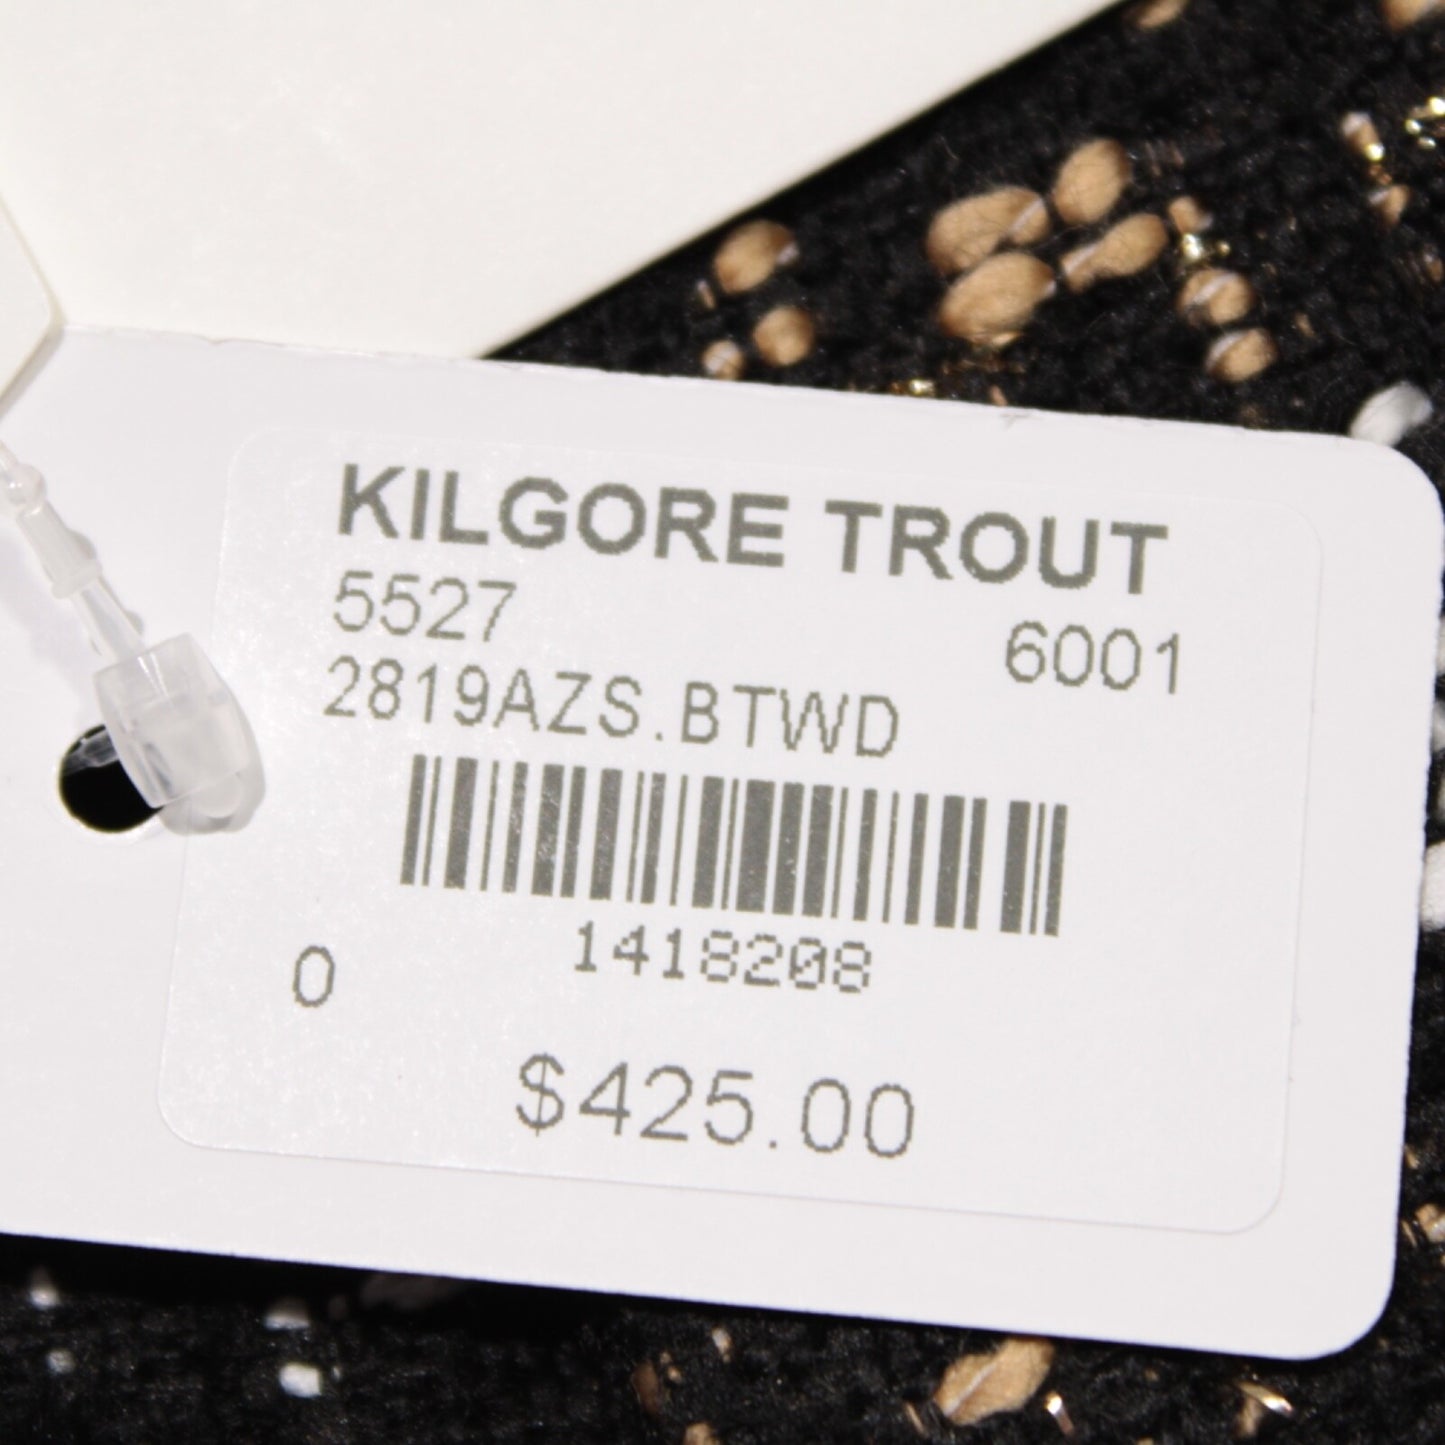 KILGORE TROUT
5527 6001
2819AZS.BTWD
1418208
0
$425.00